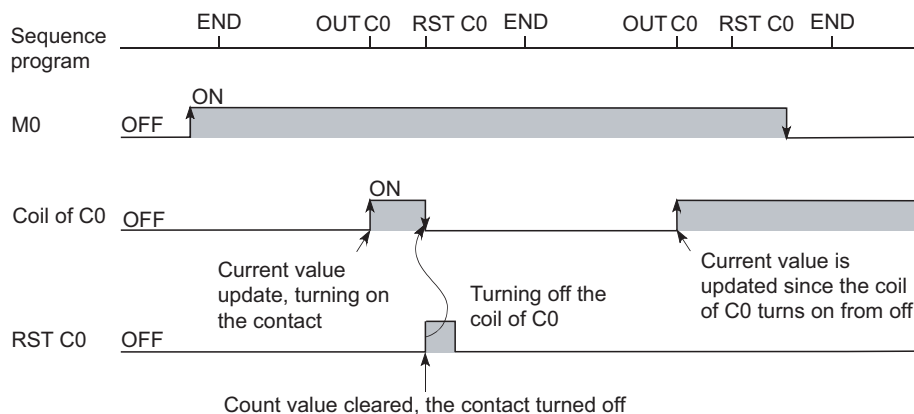 END OUT C0 RST C0 END OUT C0 RST C0 END
Sequence
program
ON
M0 OFF
ON
Coil of C0 OFF
Current value
update, turning on
the contact
Turning off the
coil of C0
Current value is
updated since the coil
of C0 turns on from off
RST C0 OFF
Count value cleared, the contact turned off